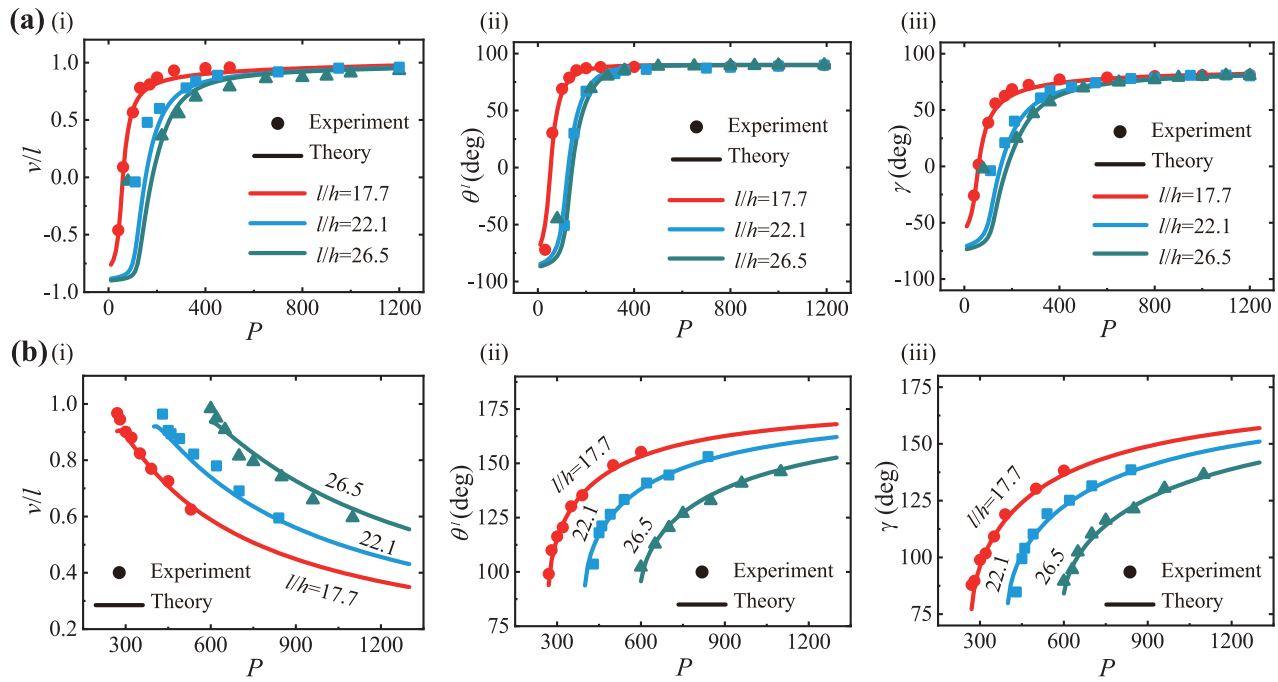 (a) (i)
1.0
0.5
0.0
-0.5
-1.0
v/l
0 400 800 1200
P
Experiment
Theory
l/h=17.7
l/h=22.1
l/h=26.5
(ii)
100
50
0
-50
-100
θˡ(deg)
0 400 800 1200
P
Experiment
Theory
l/h=17.7
l/h=22.1
l/h=26.5
(iii)
100
50
0
-50
-100
γ (deg)
0 400 800 1200
P
Experiment
Theory
l/h=17.7
l/h=22.1
l/h=26.5
(b) (i)
1.0
0.8
0.6
0.4
0.2
v/l
300 600 900 1200
P
26.5
22.1
l/h=17.7
Experiment
Theory
(ii)
175
150
125
100
75
θˡ (deg)
300 600 900 1200
P
l/h=17.7
22.1
26.5
Experiment
Theory
(iii)
175
150
125
100
75
γ (deg)
300 600 900 1200
P
l/h=17.7
22.1
26.5
Experiment
Theory